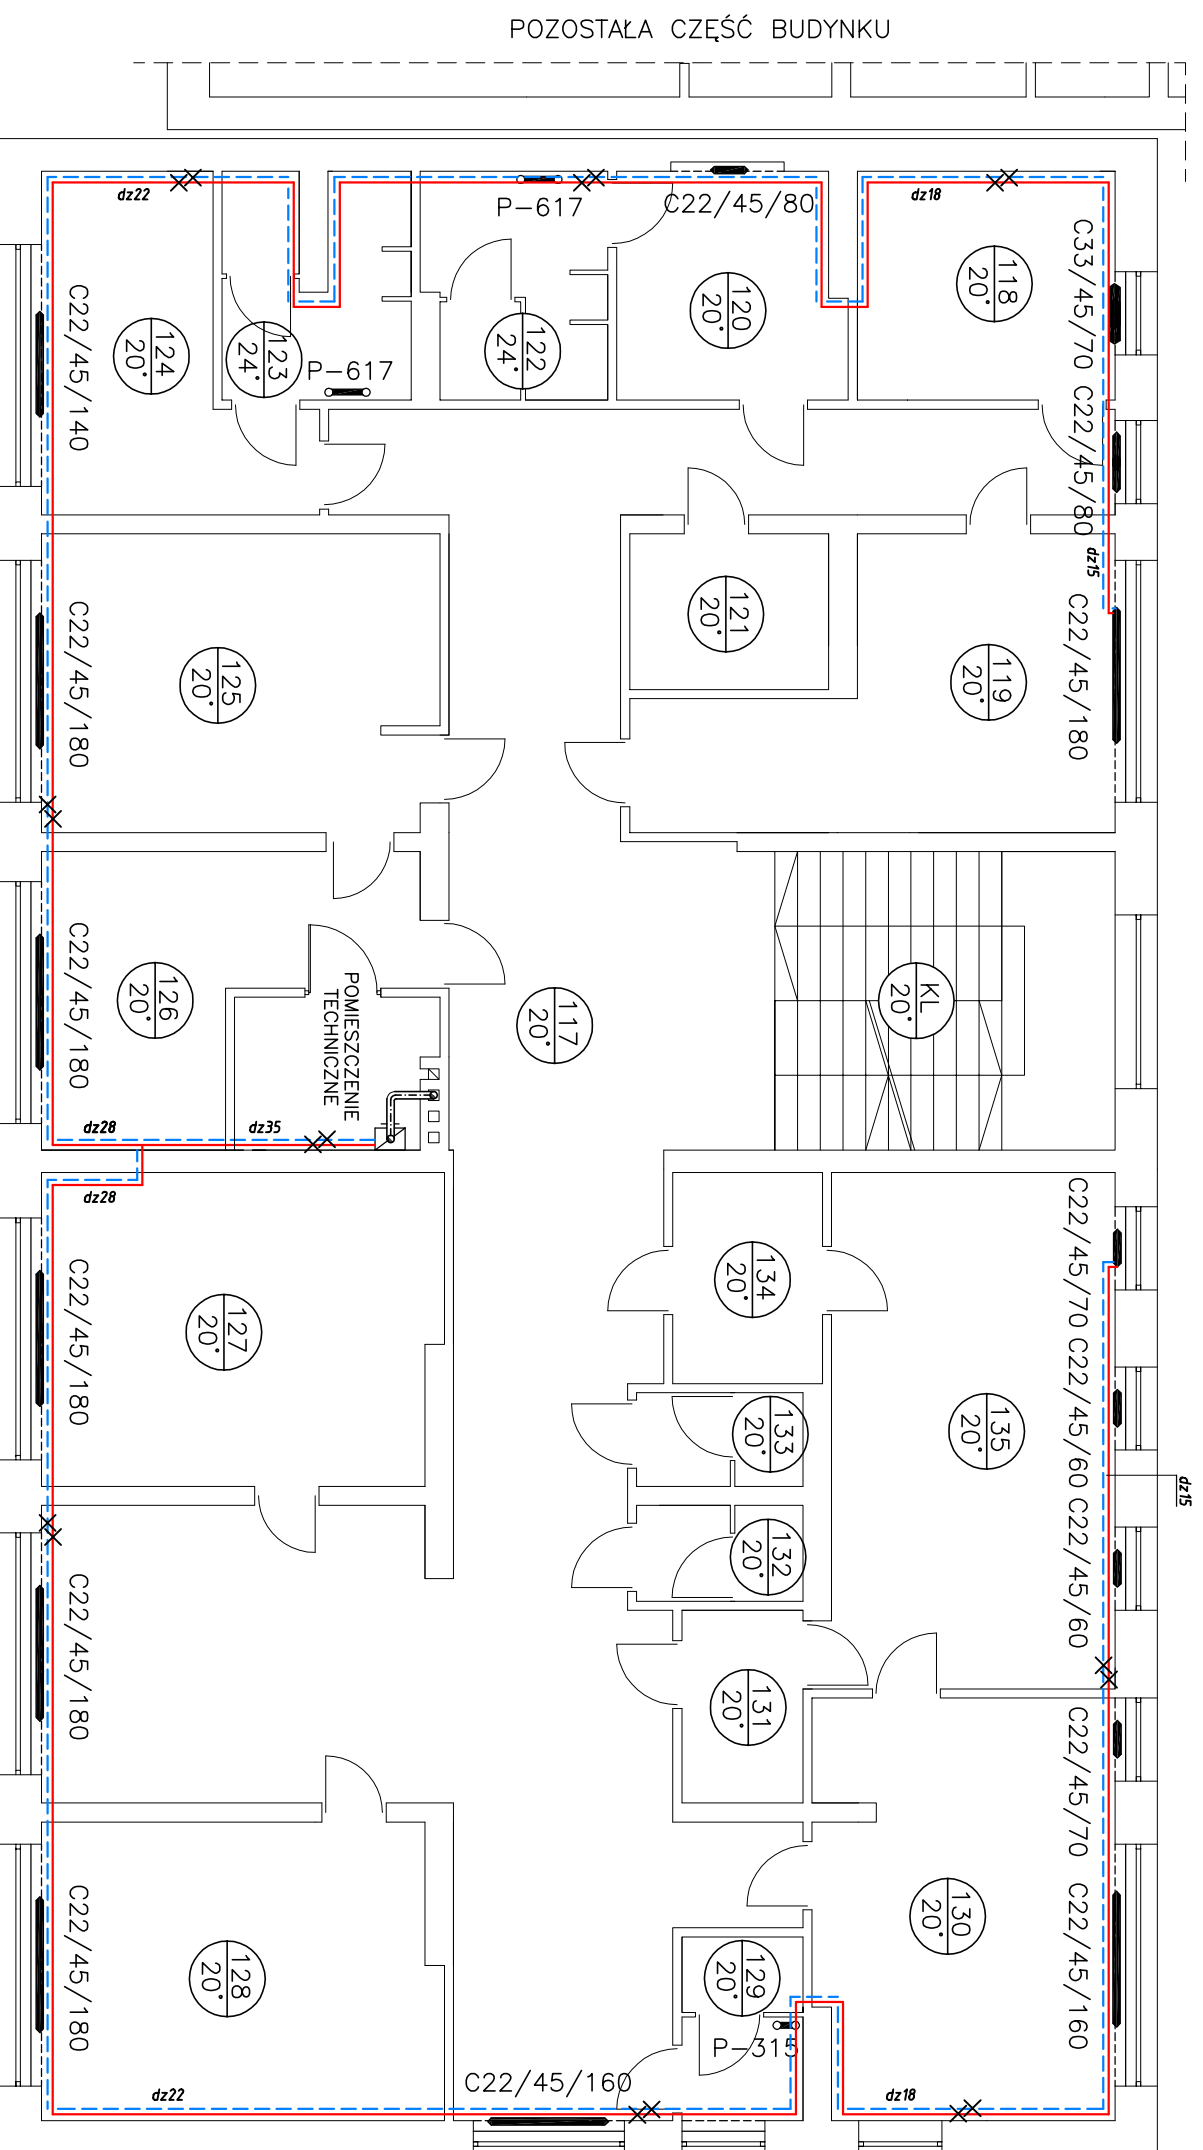 POZOSTAŁA CZĘŚĆ BUDYNKU
dz22
P-617
C22/45/80
dz18
C33/45/70
C22/45/80
118
20°
120
20°
122
24°
123
24°
124
20°
P-617
C22/45/140
dz15
C22/45/180
119
20°
121
20°
125
20°
C22/45/180
126
20°
C22/45/180
POMIESZCZENIE
TECHNICZNE
117
20°
KL
20°
dz28
dz35
dz28
C22/45/70
C22/45/60
C22/45/60
dz15
134
20°
127
20°
C22/45/180
133
20°
135
20°
132
20°
C22/45/180
131
20°
C22/45/70
C22/45/160
130
20°
129
20°
128
20°
C22/45/180
P-315
C22/45/160
dz22
dz18